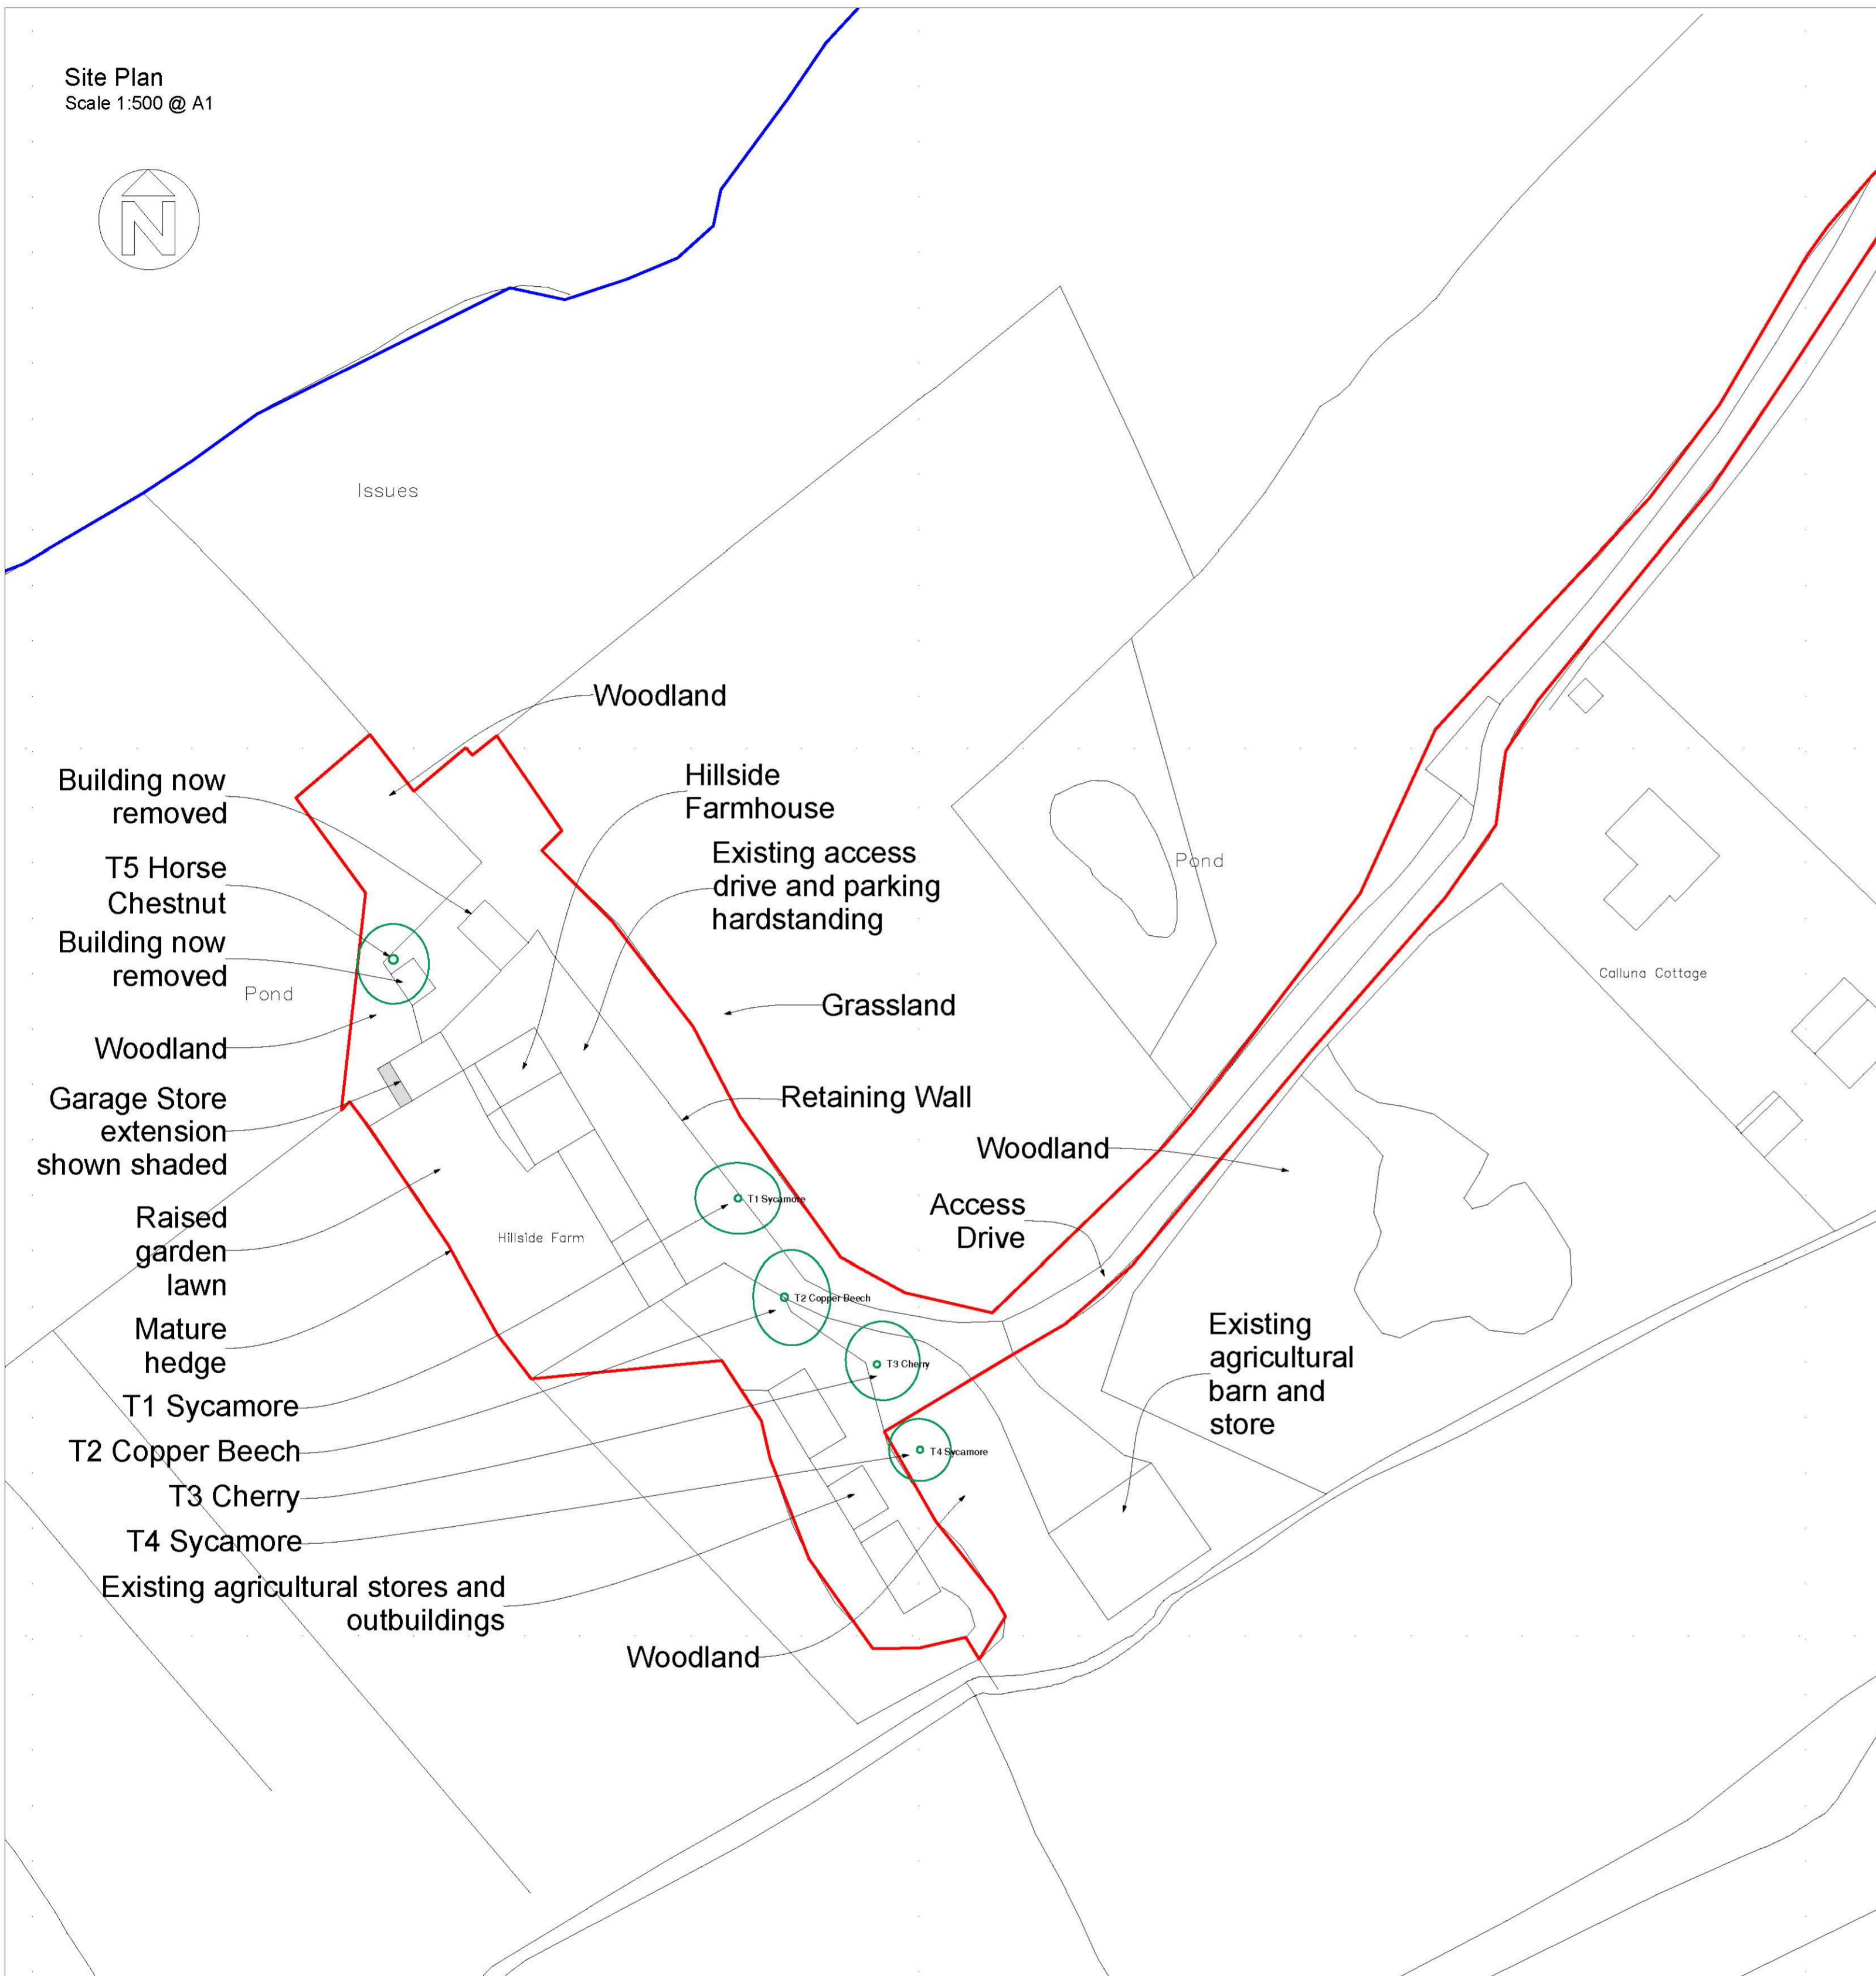 Site Plan
Scale 1:500 @ A1
N
Issues
Woodland
Building now
removed
Hillside
Farmhouse
T5 Horse
Chestnut
Existing access
drive and parking
hardstanding
Pond
Building now
removed
Pond
Calluna Cottage
Grassland
Woodland
Garage Store
extension
shown shaded
Retaining Wall
Woodland
Raised
garden
lawn
T1 Sycamore
Access
Drive
Hillside Farm
T2 Copper Beech
Mature
hedge
Existing
agricultural
barn and
store
T3 Cherry
T1 Sycamore
T2 Copper Beech
T4 Sycamore
T3 Cherry
T4 Sycamore
Existing agricultural stores and
outbuildings
Woodland